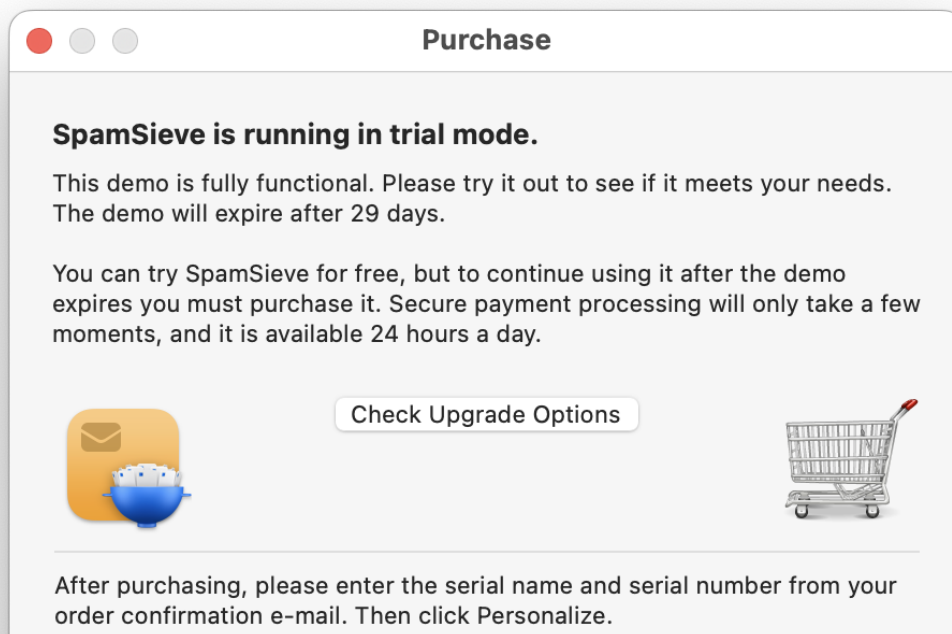 Purchase
SpamSieve is running in trial mode.
This demo is fully functional. Please try it out to see if it meets your needs.
The demo will expire after 29 days.
You can try SpamSieve for free, but to continue using it after the demo
expires you must purchase it. Secure payment processing will only take a few
moments, and it is available 24 hours a day.
Check Upgrade Options
After purchasing, please enter the serial name and serial number from your
order confirmation e-mail. Then click Personalize.